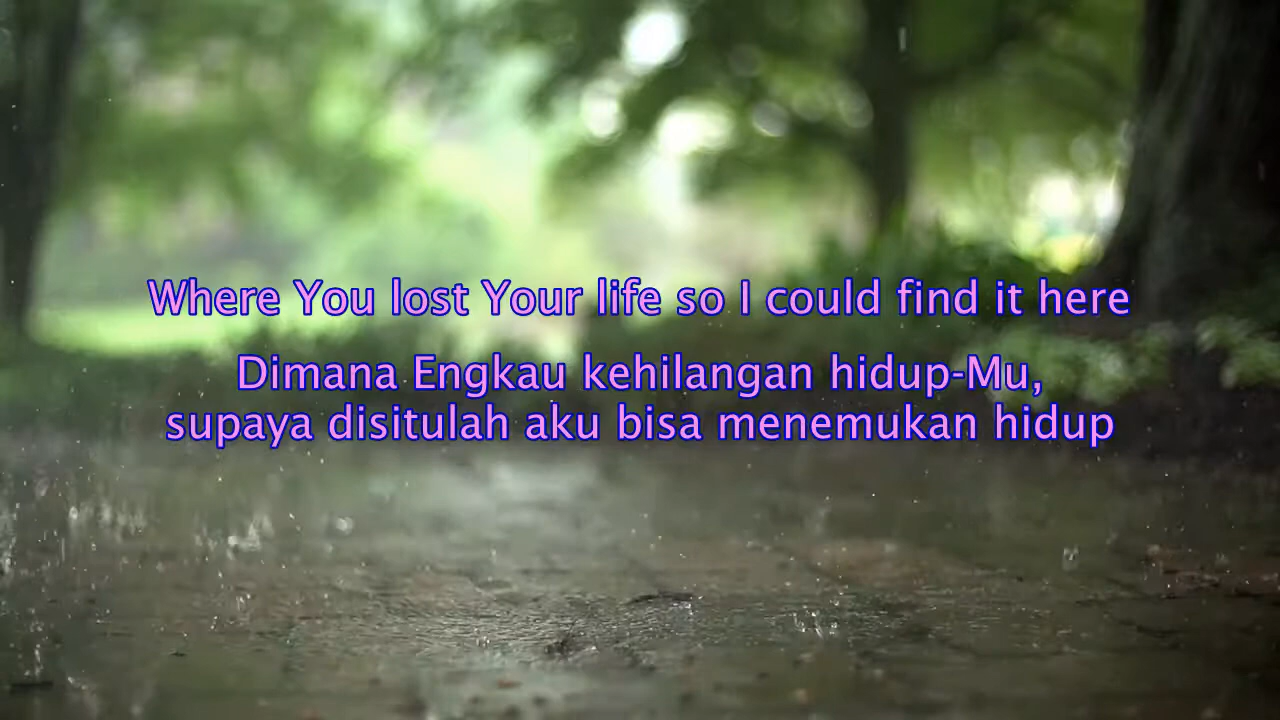 Where You lost Your life so I could find it here
Dimana Engkau kehilangan hidup-Mu,
supaya disitulah aku bisa menemukan hidup